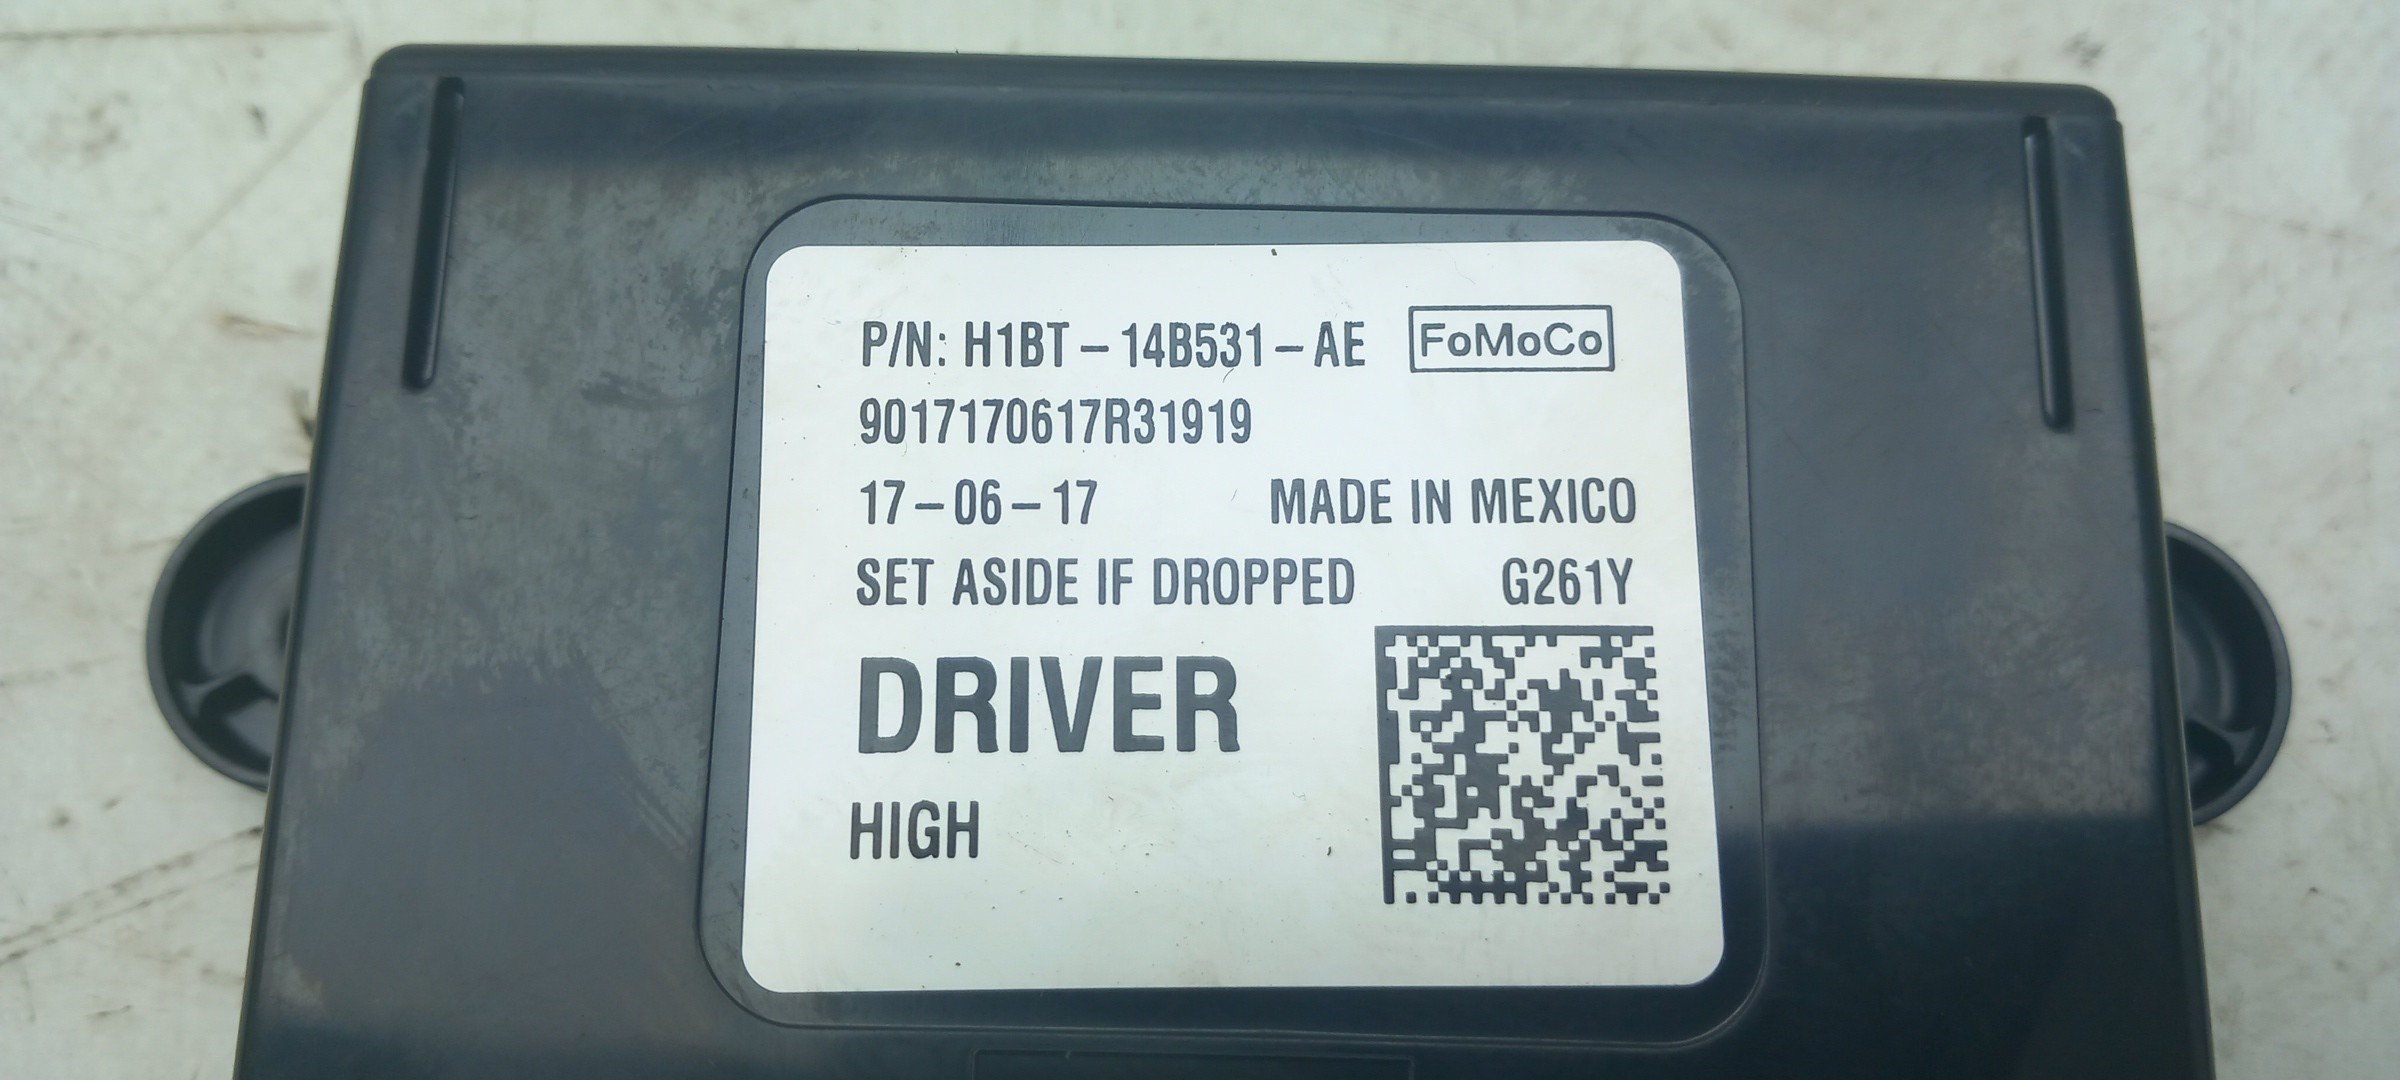 P/N: H1BT-14B531-AE FoMoCo
9017170617R31919
17-06-17 MADE IN MEXICO
SET ASIDE IF DROPPED G261Y
DRIVER
HIGH